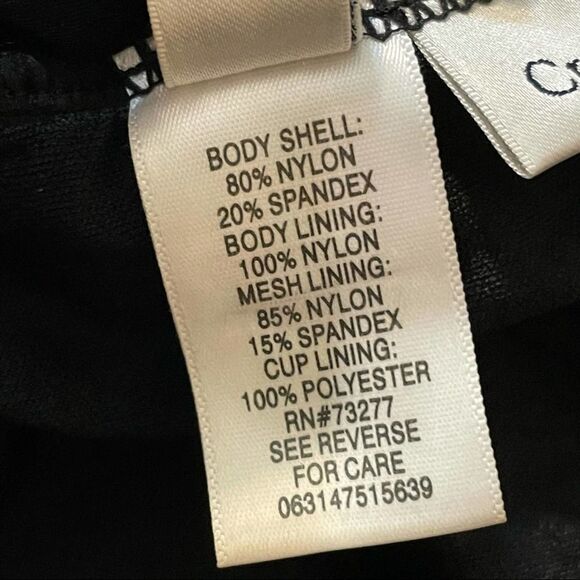 BODY SHELL:
80% NYLON
20% SPANDEX
BODY LINING:
100% NYLON
MESH LINING:
85% NYLON
15% SPANDEX
CUP LINING:
100% POLYESTER
RN#73277
SEE REVERSE
FOR CARE
063147515639